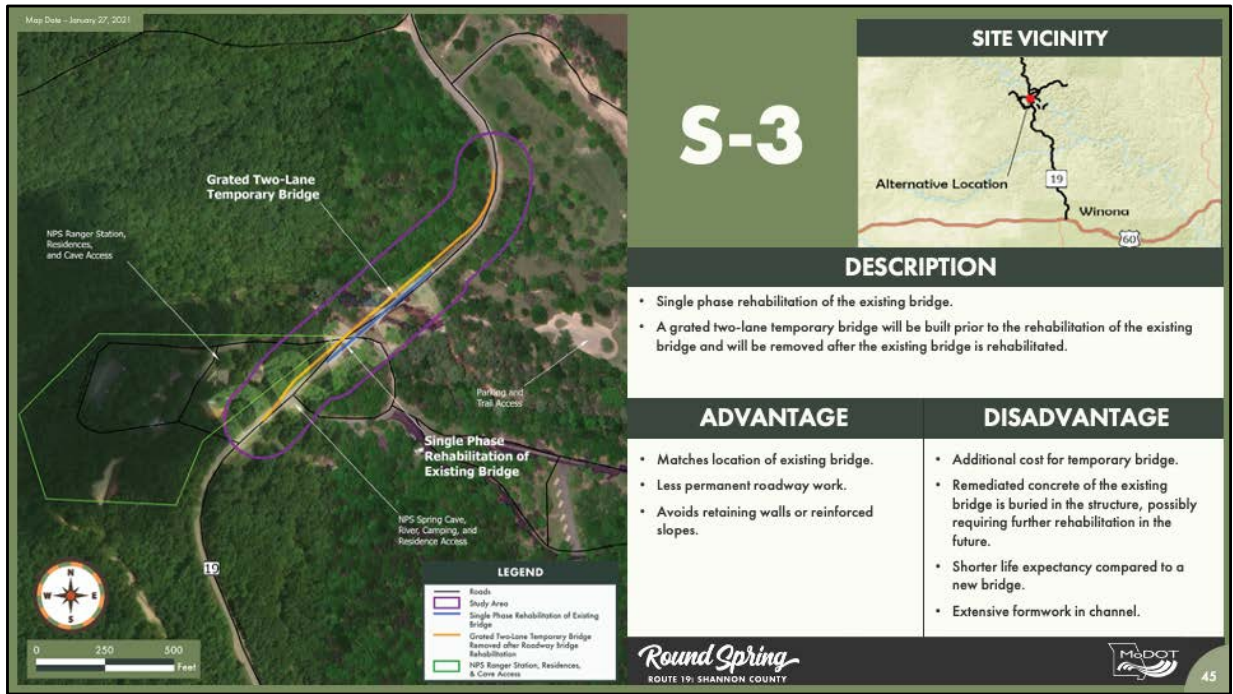 Map Date – January 27, 2021
Grated Two-Lane
Temporary Bridge
NPS Ranger Station,
Residences,
and Cave Access
Parking and
Trail Access
Single Phase
Rehabilitation of
Existing Bridge
NPS Spring Cave,
River, Camping, and
Residence Access
19
N
W E
S
0 250 500
Feet
LEGEND
Roads
Study Area
Single Phase Rehabilitation of Existing
Bridge
Grated Two-Lane Temporary Bridge
Removed after Roadway Bridge
Rehabilitation
NPS Ranger Station, Residences,
& Cave Access
S-3
SITE VICINITY
Alternative Location
19
Winona
60
DESCRIPTION
• Single phase rehabilitation of the existing bridge.
• A grated two-lane temporary bridge will be built prior to the rehabilitation of the existing
bridge and will be removed after the existing bridge is rehabilitated.
ADVANTAGE
• Matches location of existing bridge.
• Less permanent roadway work.
• Avoids retaining walls or reinforced
slopes.
DISADVANTAGE
• Additional cost for temporary bridge.
• Remediated concrete of the existing
bridge is buried in the structure, possibly
requiring further rehabilitation in the
future.
• Shorter life expectancy compared to a
new bridge.
• Extensive formwork in channel.
Round Spring
ROUTE 19: SHANNON COUNTY
MoDOT
45